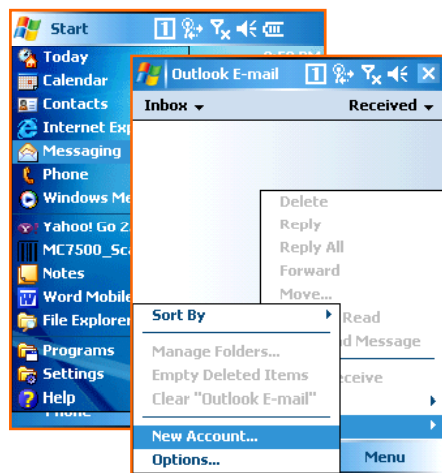 Start
Today
Calendar
Contacts
Internet Exp
Messaging
Phone
Windows Me
Yahoo! Go 2
MC7500_Sca
Notes
Word Mobile
File Explorer
Programs
Settings
Help
Phone
Outlook E-mail
Inbox
Received
Delete
Reply
Reply All
Forward
Move...
Read
d Message
eceive
Sort By
Manage Folders...
Empty Deleted Items
Clear "Outlook E-mail"
New Account...
Options...
Menu